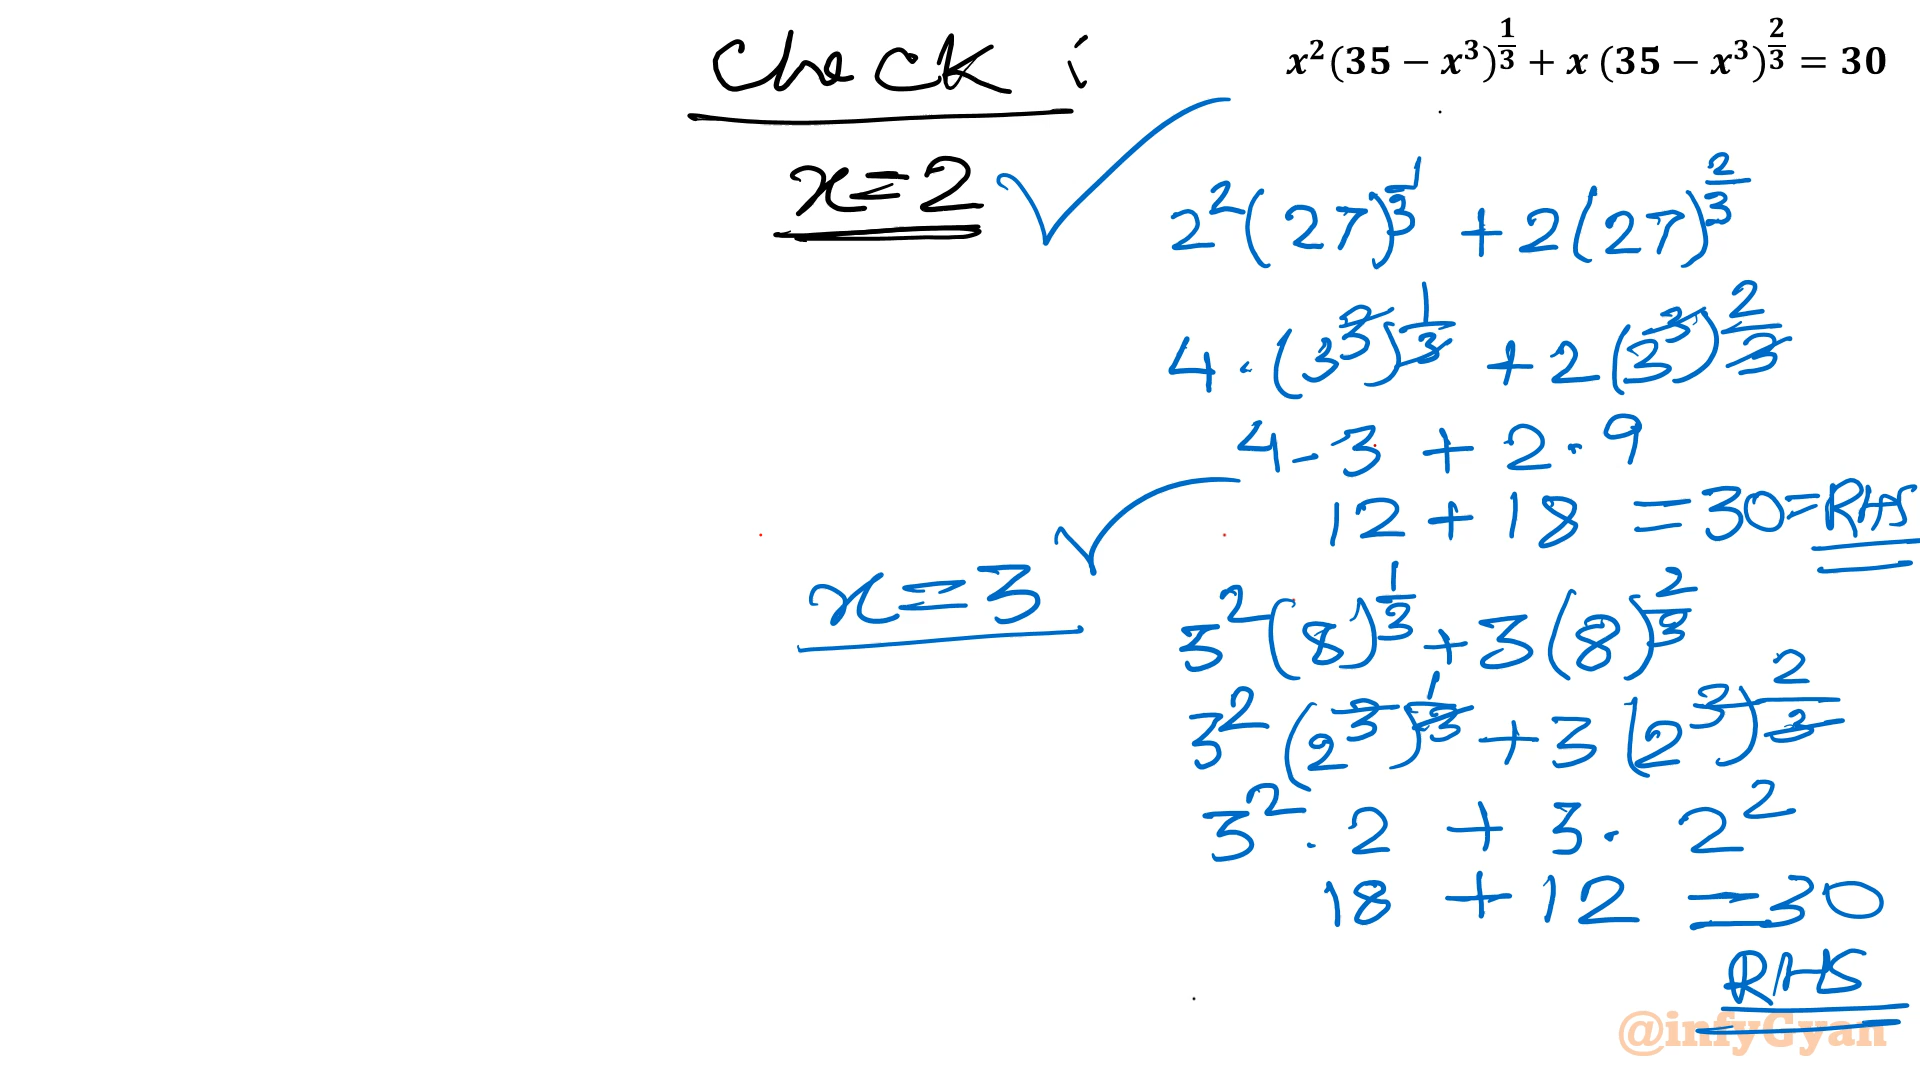 Check :
x² (35 − x³)^(1/3) + x (35 − x³)^(2/3) = 30
x = 2
2² (27)^(1/3) + 2 (27)^(2/3)
4 · (3³)^(1/3) + 2 (3³)^(2/3)
4 · 3 + 2 · 9
12 + 18 = 30 = RHS
x = 3
3² (8)^(1/3) + 3 (8)^(2/3)
3² (2³)^(1/3) + 3 (2³)^(2/3)
3² · 2 + 3 · 2²
18 + 12 = 30
RHS
@infyGyan